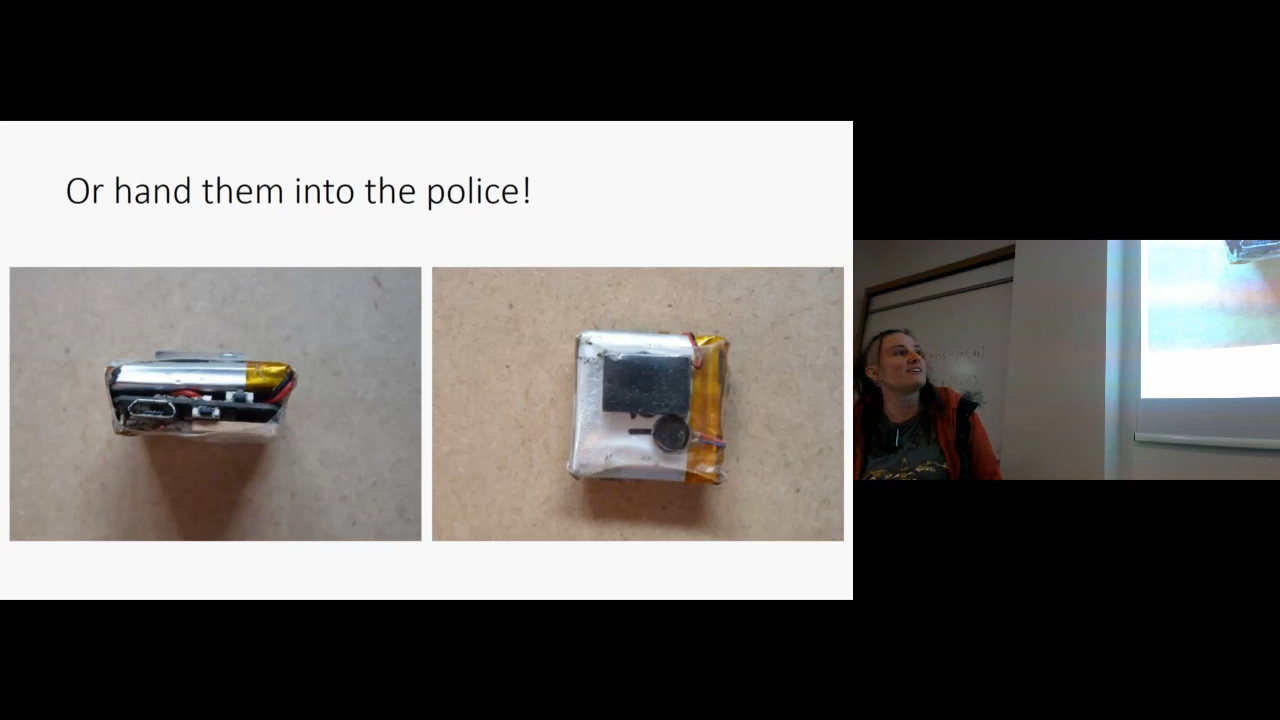 Or hand them into the police!